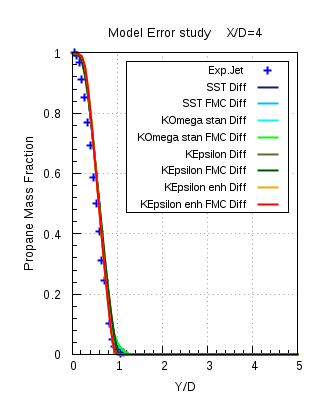 Model Error study X/D=4
Propane Mass Fraction
1
0.8
0.6
0.4
0.2
0
Exp.Jet
SST Diff
SST FMC Diff
KOmega stan Diff
KOmega stan FMC Diff
KEpsilon Diff
KEpsilon FMC Diff
KEpsilon enh Diff
KEpsilon enh FMC Diff
0 1 2 3 4 5
Y/D